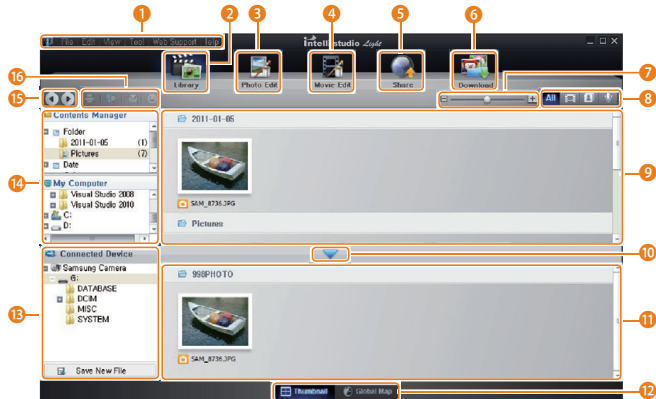 1 2 3 4 5 6
File Edit View Tool Web Support Help
intelli studio Light
16
Library Photo Edit Movie Edit Share Download
7
15
All
8
Contents Manager
Folder
2011-01-05 (1)
Pictures (7)
Date
14
My Computer
Visual Studio 2008
Visual Studio 2010
C:
D:
2011-01-05
SAM_8736.JPG
Pictures
9
10
Connected Device
Samsung Camera
G:
DATABASE
DCIM
MISC
SYSTEM
13
Save New File
998PHOTO
SAM_8736.JPG
11
Thumbnail Global Map
12